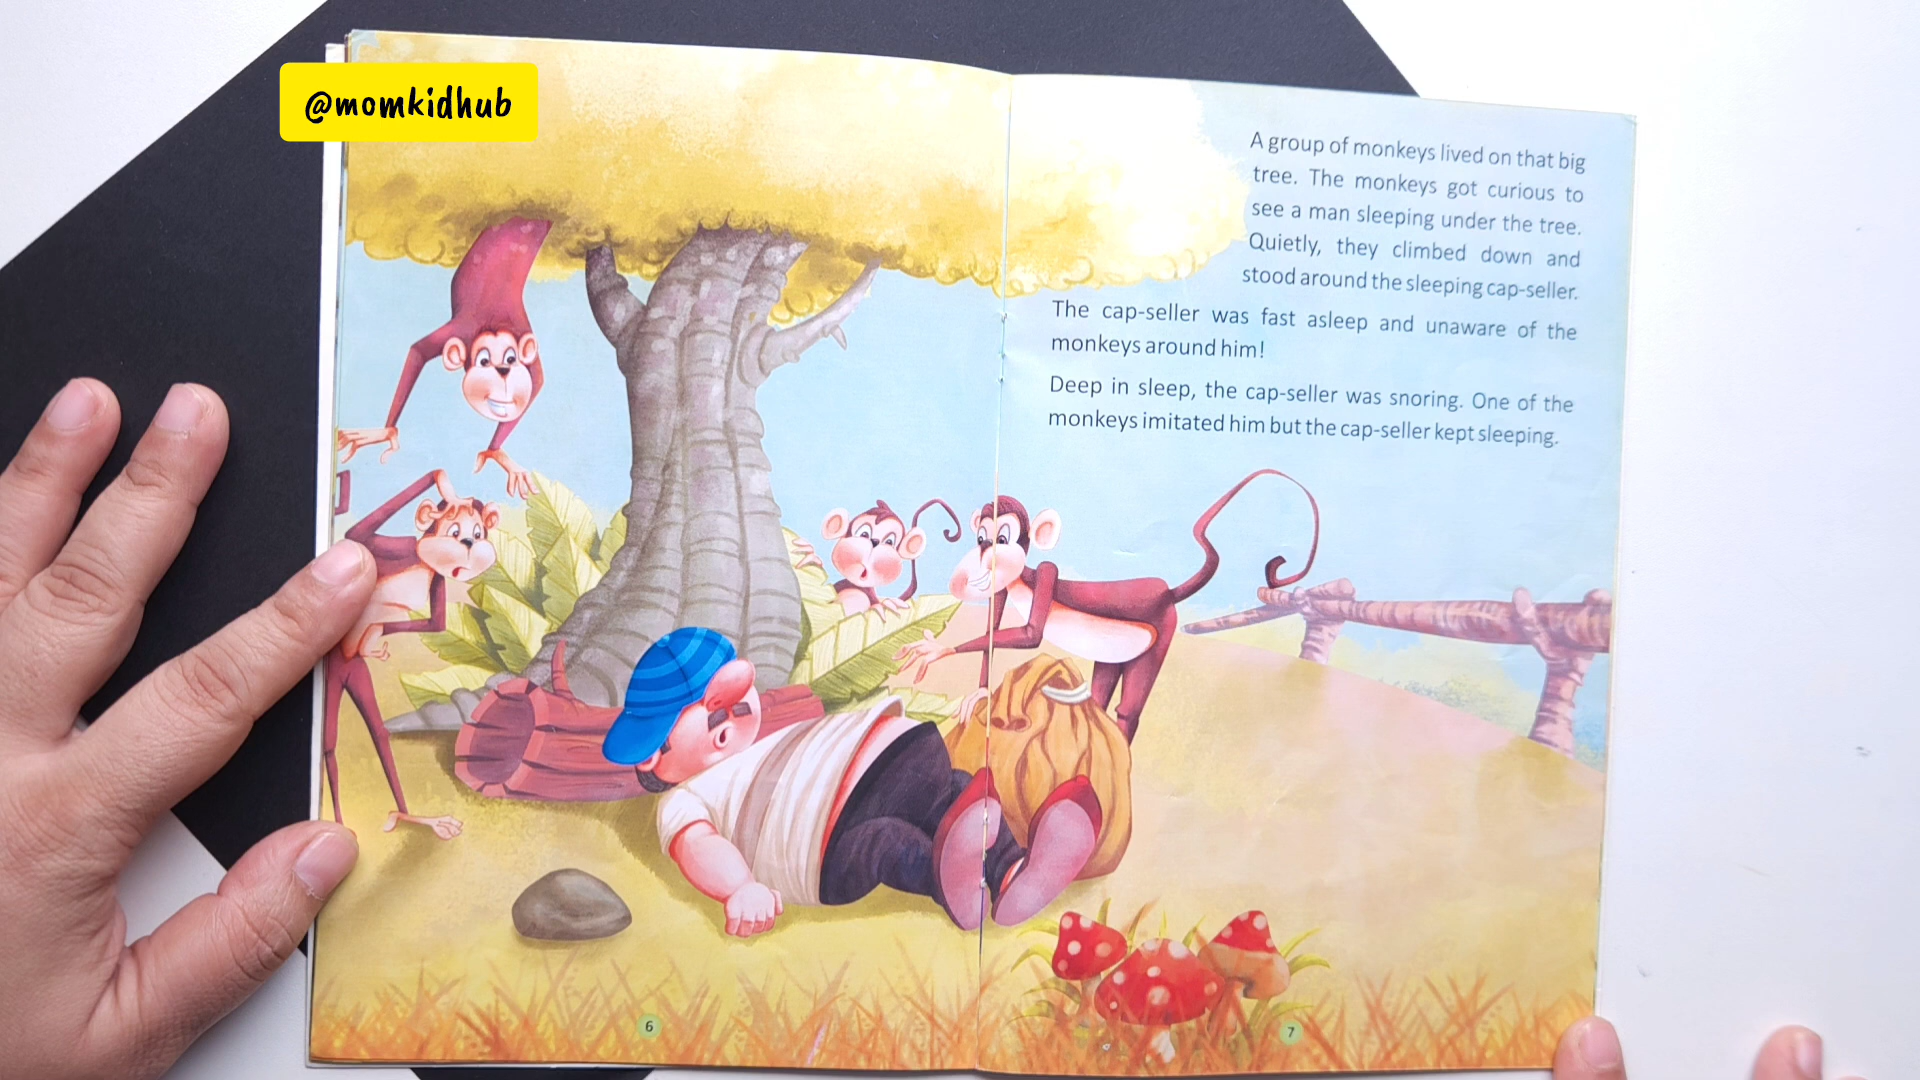 @momkidhub
A group of monkeys lived on that big
tree. The monkeys got curious to
see a man sleeping under the tree.
Quietly, they climbed down and
stood around the sleeping cap-seller.
The cap-seller was fast asleep and unaware of the
monkeys around him!
Deep in sleep, the cap-seller was snoring. One of the
monkeys imitated him but the cap-seller kept sleeping.
6
7